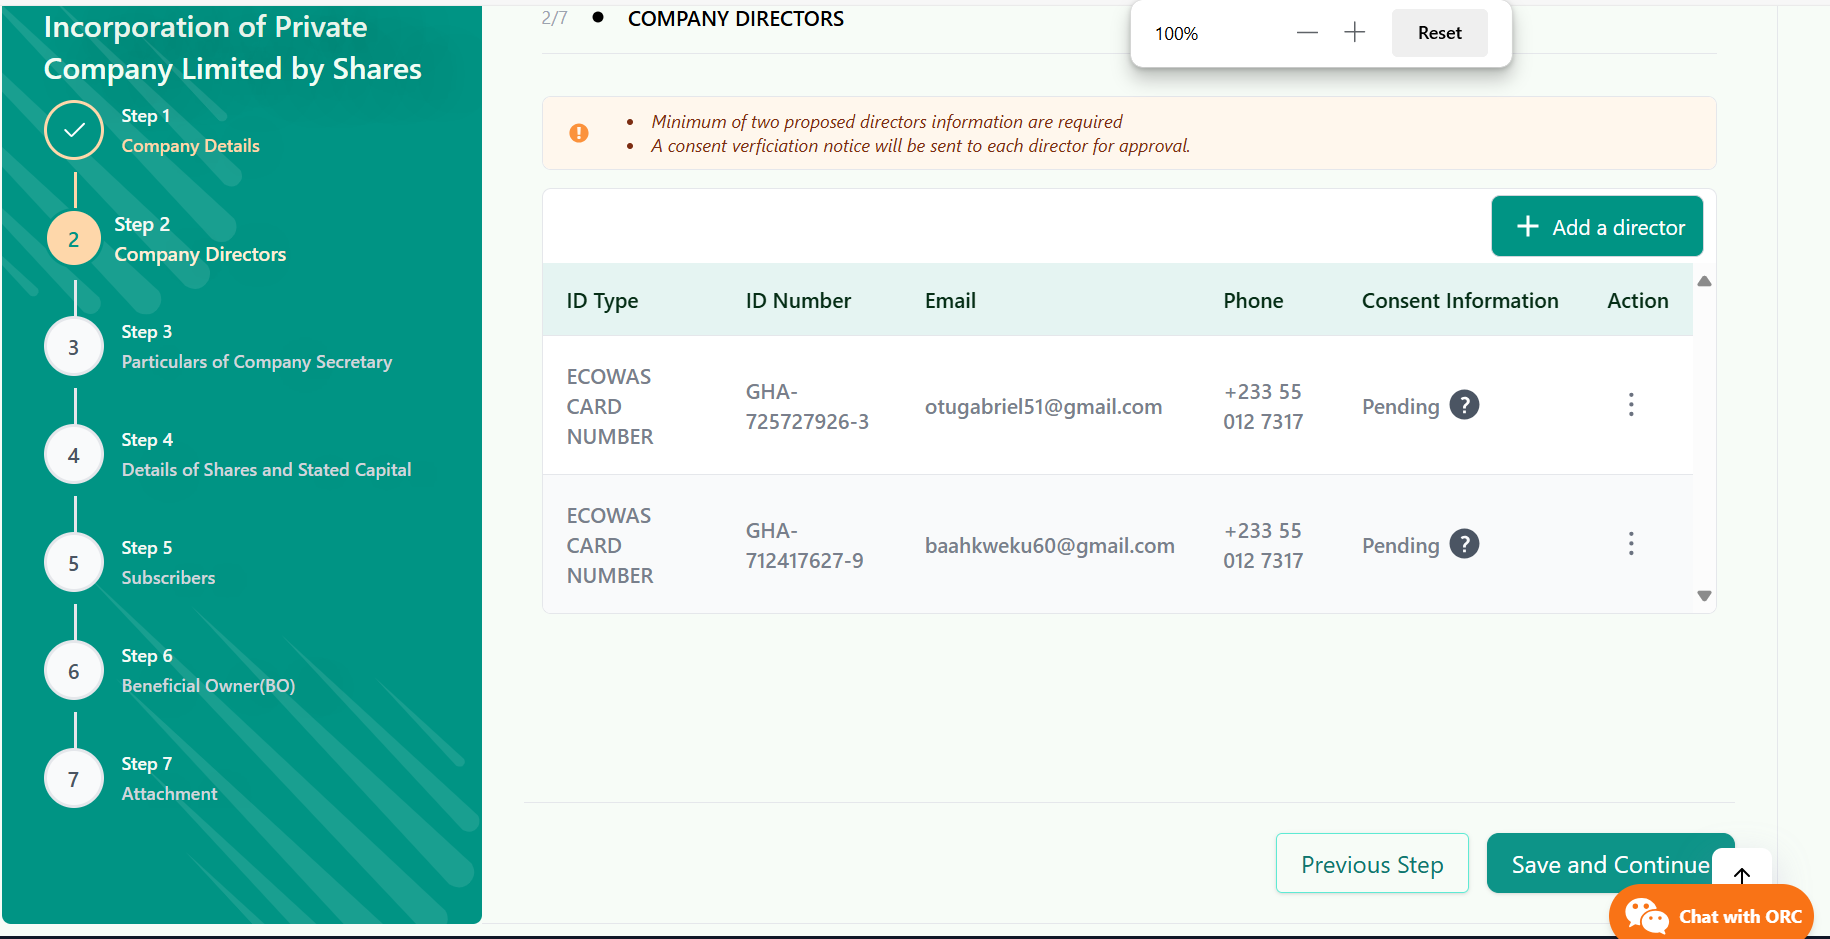 Incorporation of Private
Company Limited by Shares
Step 1
Company Details
2
Step 2
Company Directors
3
Step 3
Particulars of Company Secretary
4
Step 4
Details of Shares and Stated Capital
5
Step 5
Subscribers
6
Step 6
Beneficial Owner(BO)
7
Step 7
Attachment
2/7 • COMPANY DIRECTORS
100%
Reset
• Minimum of two proposed directors information are required
• A consent verficiation notice will be sent to each director for approval.
+ Add a director
ID Type ID Number Email Phone Consent Information Action
ECOWAS
CARD
NUMBER
GHA-
725727926-3
otugabriel51@gmail.com
+233 55
012 7317
Pending ?
ECOWAS
CARD
NUMBER
GHA-
712417627-9
baahkweku60@gmail.com
+233 55
012 7317
Pending ?
Previous Step
Save and Continue
Chat with ORC